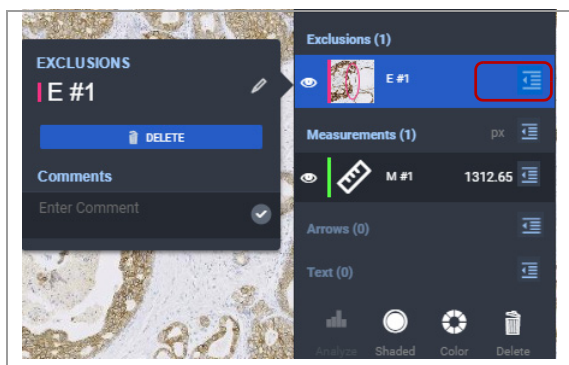 EXCLUSIONS
E #1
DELETE
Comments
Enter Comment
Exclusions (1)
E #1
Measurements (1) px
M #1 1312.65
Arrows (0)
Text (0)
Analyze Shaded Color Delete